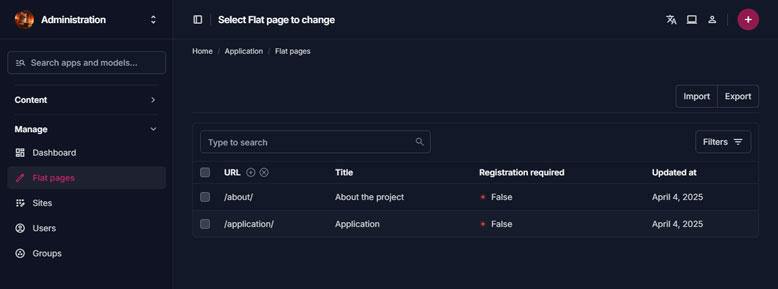 Administration
Select Flat page to change
Search apps and models...
Home / Application / Flat pages
Content
Import
Export
Manage
Type to search
Filters
Dashboard
Flat pages
Sites
Users
Groups
URL Title Registration required Updated at
/about/ About the project False April 4, 2025
/application/ Application False April 4, 2025